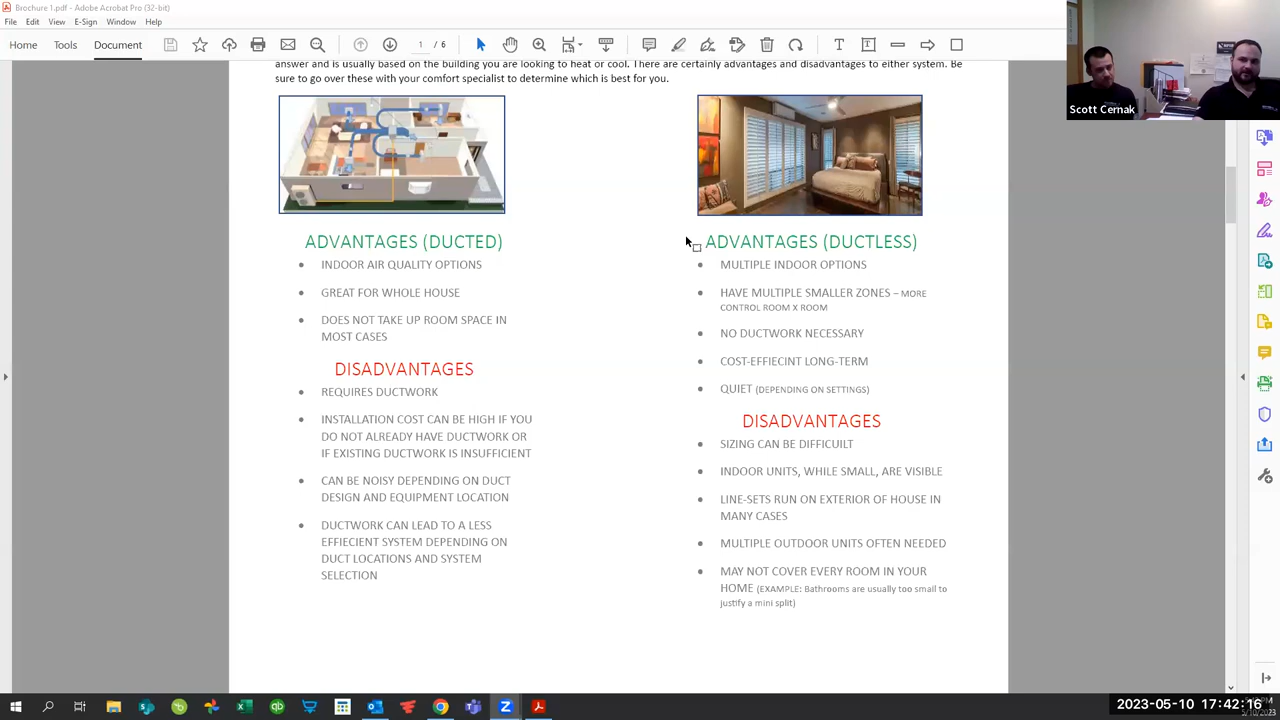 Brochure 1.pdf - Adobe Acrobat Pro (32-bit)
File Edit View E-Sign Window Help
Home Tools Document 1 / 6
answer and is usually based on the building you are looking to heat or cool. There are certainly advantages and disadvantages to either system. Be
sure to go over these with your comfort specialist to determine which is best for you.
Scott Cernak
ADVANTAGES (DUCTED)
• INDOOR AIR QUALITY OPTIONS
• GREAT FOR WHOLE HOUSE
• DOES NOT TAKE UP ROOM SPACE IN
MOST CASES
DISADVANTAGES
• REQUIRES DUCTWORK
• INSTALLATION COST CAN BE HIGH IF YOU
DO NOT ALREADY HAVE DUCTWORK OR
IF EXISTING DUCTWORK IS INSUFFICIENT
• CAN BE NOISY DEPENDING ON DUCT
DESIGN AND EQUIPMENT LOCATION
• DUCTWORK CAN LEAD TO A LESS
EFFIECIENT SYSTEM DEPENDING ON
DUCT LOCATIONS AND SYSTEM
SELECTION
ADVANTAGES (DUCTLESS)
• MULTIPLE INDOOR OPTIONS
• HAVE MULTIPLE SMALLER ZONES – MORE
CONTROL ROOM X ROOM
• NO DUCTWORK NECESSARY
• COST-EFFIECINT LONG-TERM
• QUIET (DEPENDING ON SETTINGS)
DISADVANTAGES
• SIZING CAN BE DIFFICUILT
• INDOOR UNITS, WHILE SMALL, ARE VISIBLE
• LINE-SETS RUN ON EXTERIOR OF HOUSE IN
MANY CASES
• MULTIPLE OUTDOOR UNITS OFTEN NEEDED
• MAY NOT COVER EVERY ROOM IN YOUR
HOME (EXAMPLE: Bathrooms are usually too small to
justify a mini split)
2023-05-10 17:42:16